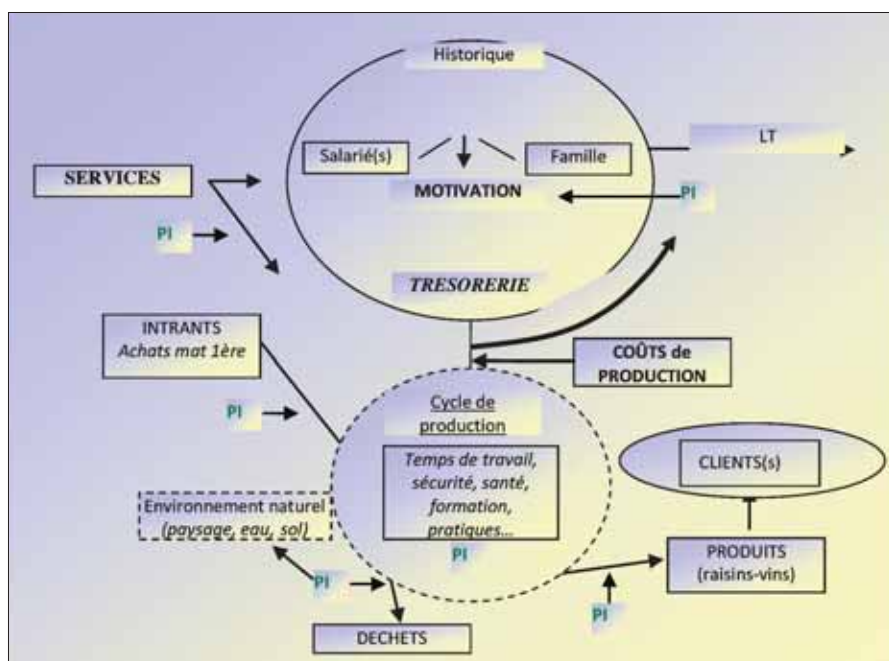 Historique
LT
Salarié(s)
Famille
SERVICES
MOTIVATION
PI
PI
TRESORERIE
INTRANTS
Achats mat 1ère
COÛTS de
PRODUCTION
Cycle de
production
PI
Temps de travail,
sécurité, santé,
formation,
pratiques...
PI
CLIENTS(s)
Environnement naturel
(paysage, eau, sol)
PRODUITS
(raisins-vins)
PI
PI
DECHETS